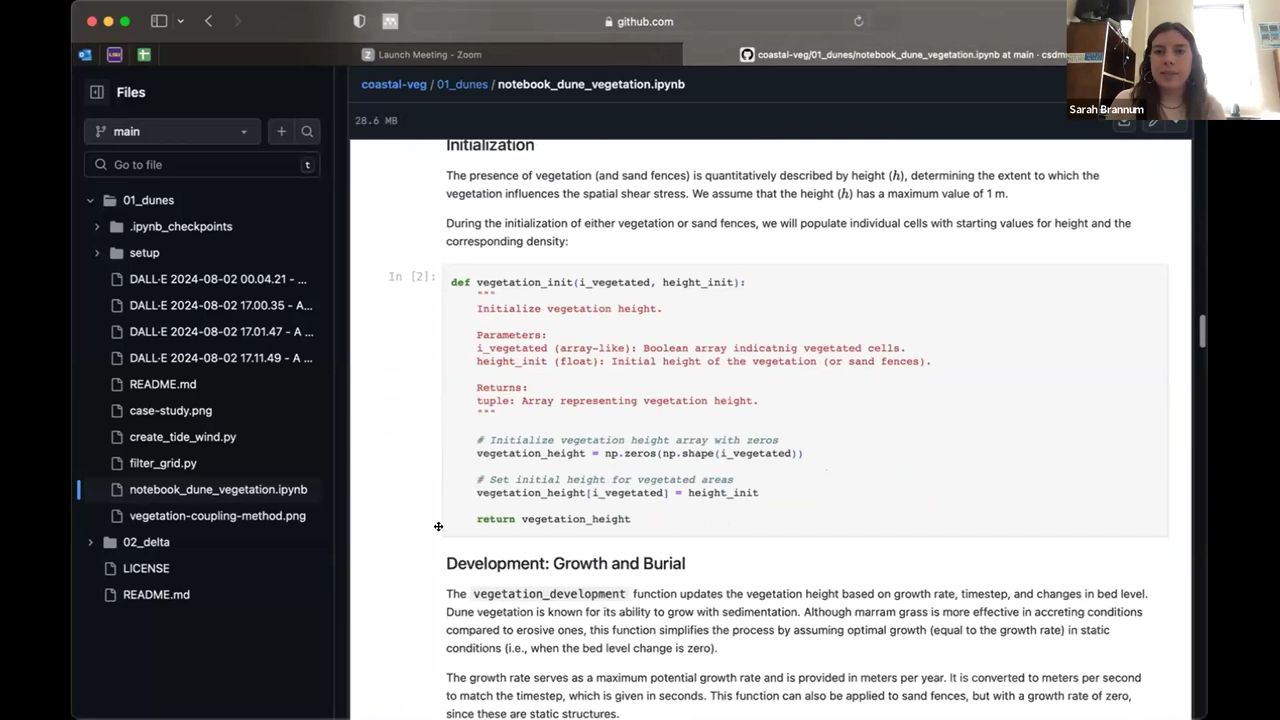 github.com
Launch Meeting - Zoom
coastal-veg/01_dunes/notebook_dune_vegetation.ipynb at main · csdm
Sarah Brannum
Files
coastal-veg / 01_dunes / notebook_dune_vegetation.ipynb
main
28.6 MB
Go to file
t
01_dunes
.ipynb_checkpoints
setup
DALL·E 2024-08-02 00.04.21 - ...
DALL·E 2024-08-02 17.00.35 - A...
DALL·E 2024-08-02 17.01.47 - A ...
DALL·E 2024-08-02 17.11.49 - A...
README.md
case-study.png
create_tide_wind.py
filter_grid.py
notebook_dune_vegetation.ipynb
vegetation-coupling-method.png
02_delta
LICENSE
README.md
Initialization
The presence of vegetation (and sand fences) is quantitatively described by height (h), determining the extent to which the
vegetation influences the spatial shear stress. We assume that the height (h) has a maximum value of 1 m.
During the initialization of either vegetation or sand fences, we will populate individual cells with starting values for height and the
corresponding density:
In [2]:
def vegetation_init(i_vegetated, height_init):
"""
Initialize vegetation height.
Parameters:
i_vegetated (array-like): Boolean array indicatnig vegetated cells.
height_init (float): Initial height of the vegetation (or sand fences).
Returns:
tuple: Array representing vegetation height.
"""
# Initialize vegetation height array with zeros
vegetation_height = np.zeros(np.shape(i_vegetated))
# Set initial height for vegetated areas
vegetation_height[i_vegetated] = height_init
return vegetation_height
Development: Growth and Burial
The vegetation_development function updates the vegetation height based on growth rate, timestep, and changes in bed level.
Dune vegetation is known for its ability to grow with sedimentation. Although marram grass is more effective in accreting conditions
compared to erosive ones, this function simplifies the process by assuming optimal growth (equal to the growth rate) in static
conditions (i.e., when the bed level change is zero).
The growth rate serves as a maximum potential growth rate and is provided in meters per year. It is converted to meters per second
to match the timestep, which is given in seconds. This function can also be applied to sand fences, but with a growth rate of zero,
since these are static structures.